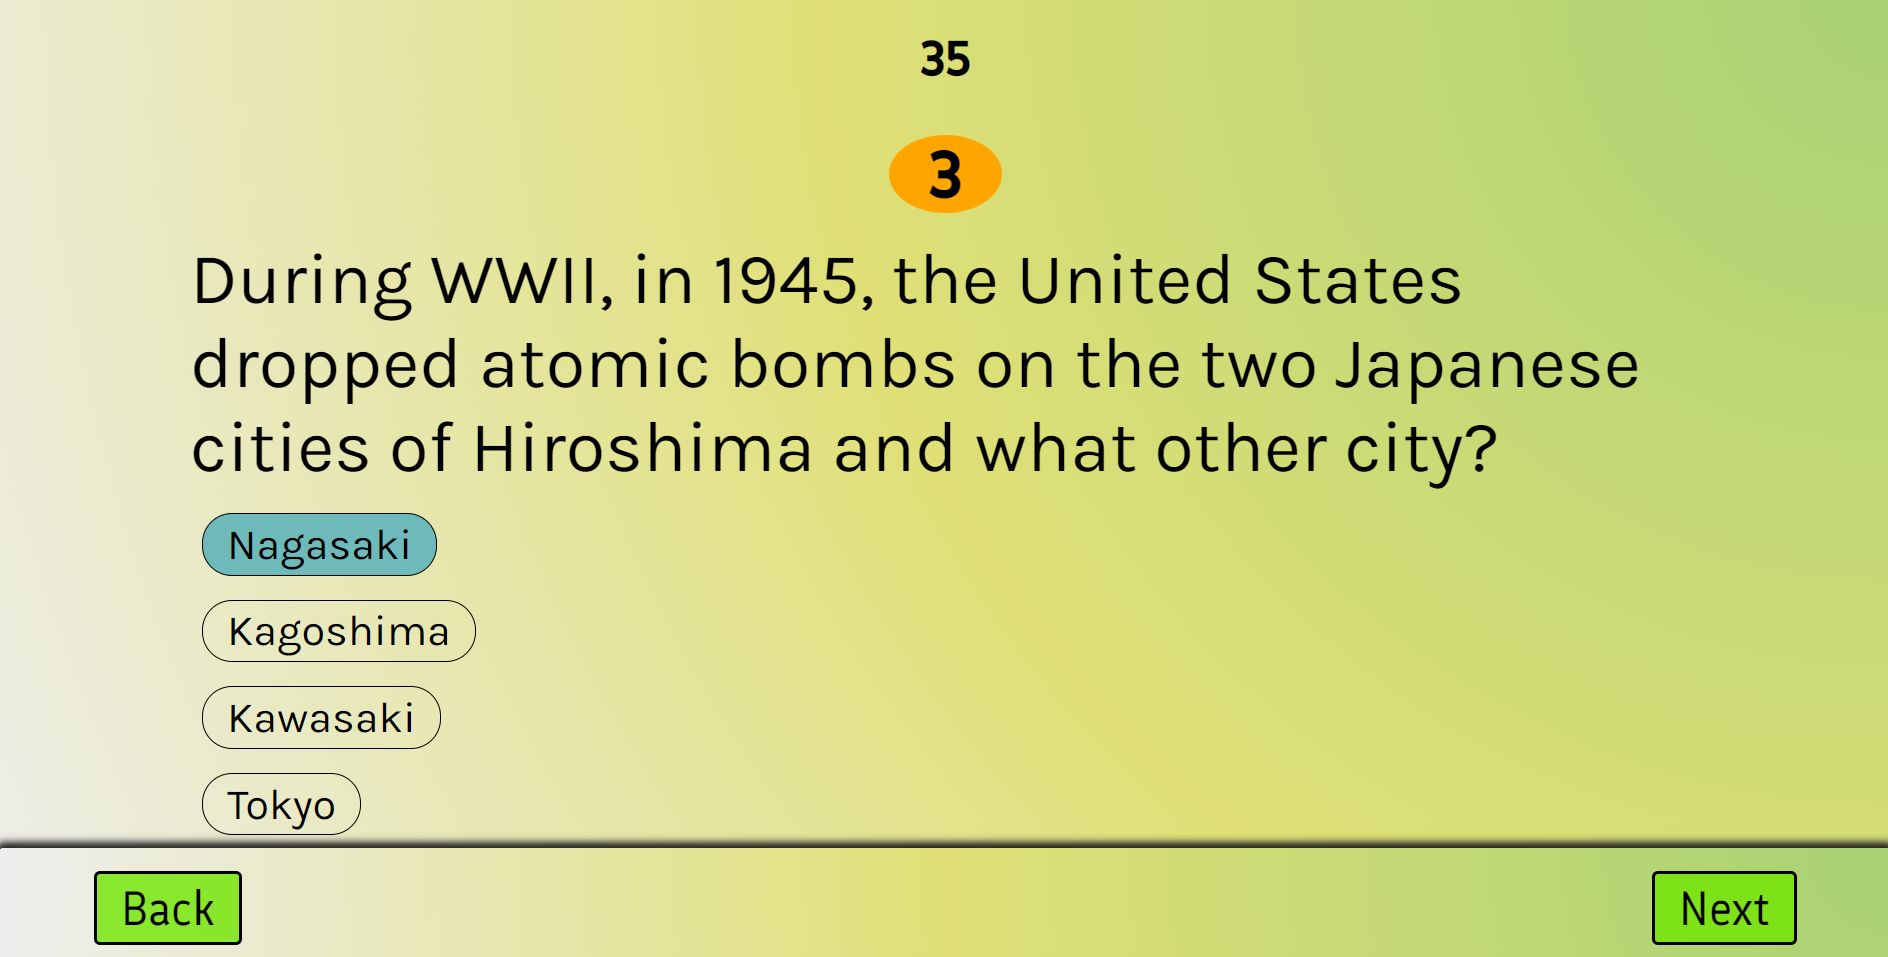 35
3
During WWII, in 1945, the United States
dropped atomic bombs on the two Japanese
cities of Hiroshima and what other city?
Nagasaki
Kagoshima
Kawasaki
Tokyo
Back
Next